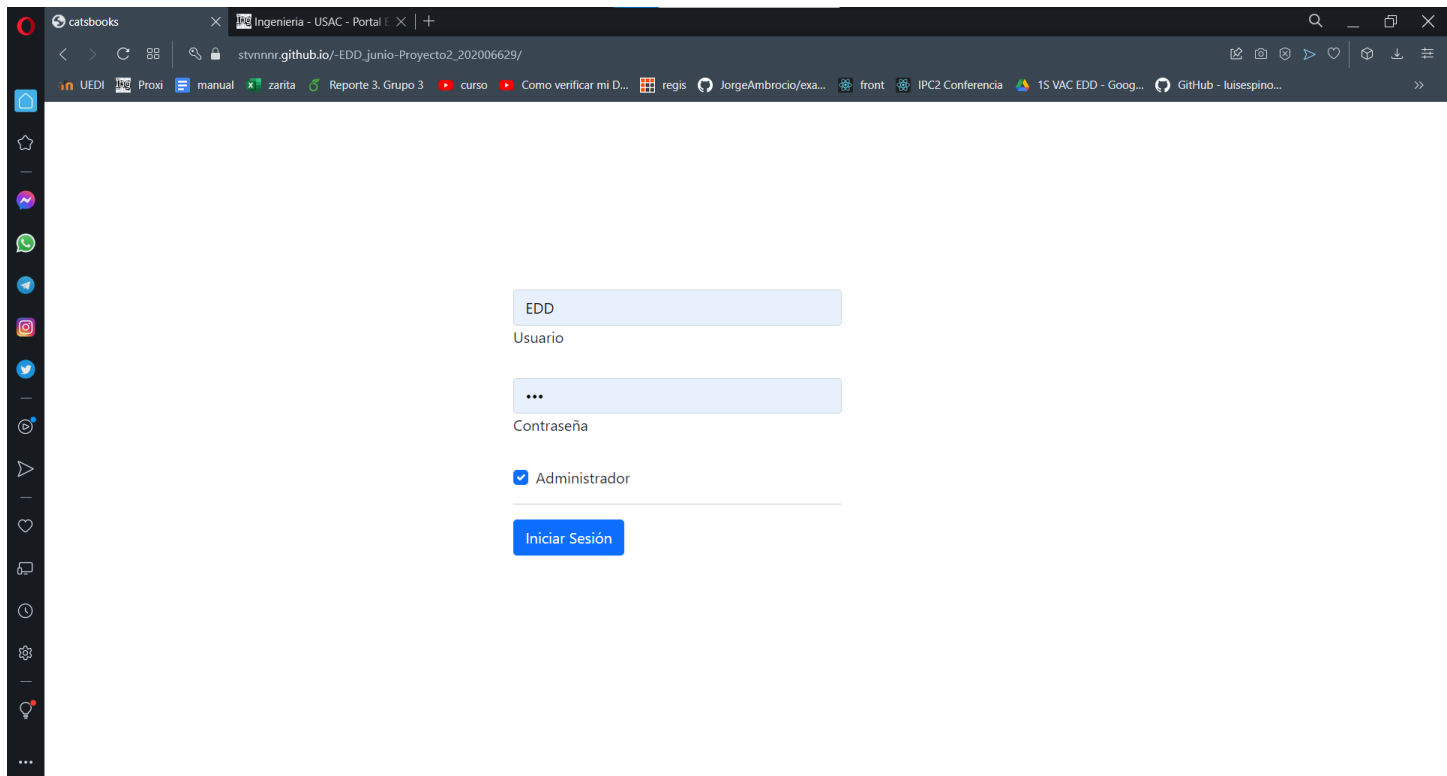 catsbooks
Ingenieria - USAC - Portal E
stvnnnr.github.io/-EDD_junio-Proyecto2_202006629/
UEDI Proxi manual zarita Reporte 3. Grupo 3 curso Como verificar mi D... regis JorgeAmbrocio/exa... front IPC2 Conferencia 1S VAC EDD - Goog... GitHub - luisespino...
EDD
Usuario
•••
Contraseña
Administrador
Iniciar Sesión